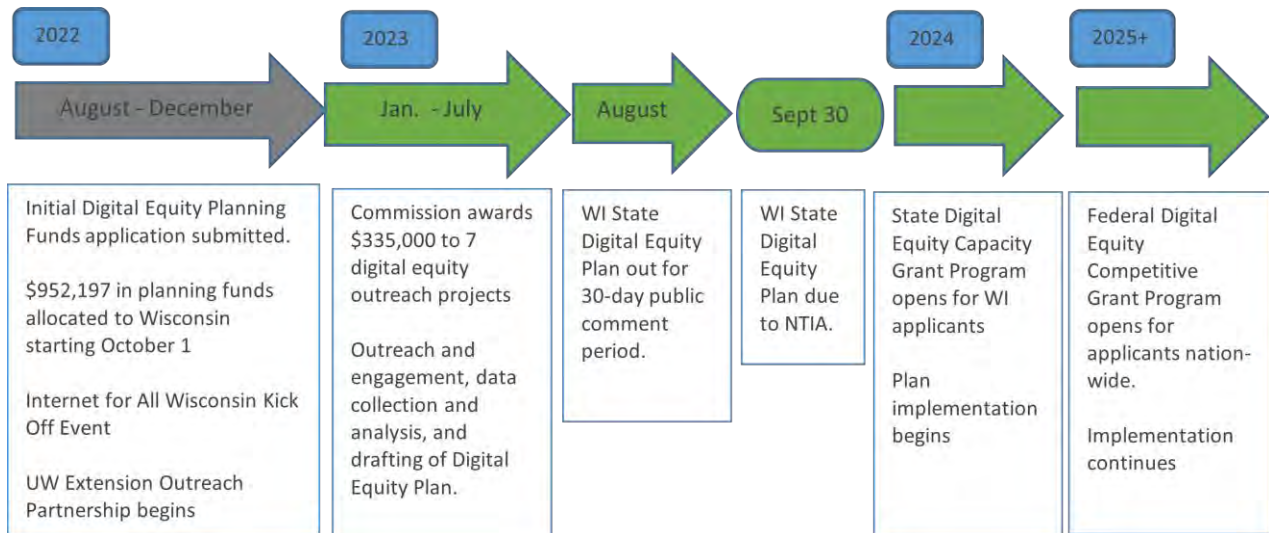 2022
August - December
Initial Digital Equity Planning
Funds application submitted.
$952,197 in planning funds
allocated to Wisconsin
starting October 1
Internet for All Wisconsin Kick
Off Event
UW Extension Outreach
Partnership begins
2023
Jan. - July
Commission awards
$335,000 to 7
digital equity
outreach projects
Outreach and
engagement, data
collection and
analysis, and
drafting of Digital
Equity Plan.
August
WI State
Digital Equity
Plan out for
30-day public
comment
period.
Sept 30
WI State
Digital
Equity
Plan due
to NTIA.
2024
State Digital
Equity Capacity
Grant Program
opens for WI
applicants
Plan
implementation
begins
2025+
Federal Digital
Equity
Competitive
Grant Program
opens for
applicants nation-
wide.
Implementation
continues